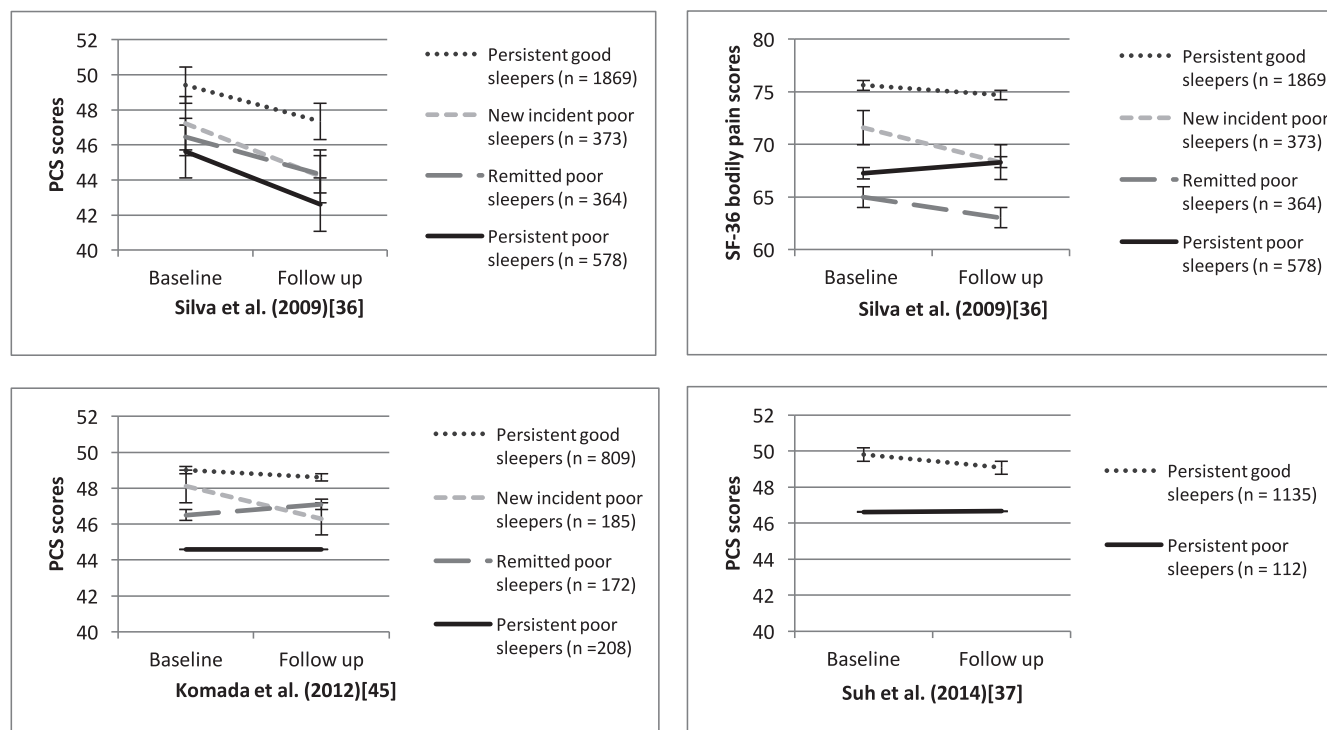 52
50
48
46
44
42
40
PCS scores
Baseline
Follow up
Silva et al. (2009)[36]
Persistent good
sleepers (n = 1869)
New incident poor
sleepers (n = 373)
Remitted poor
sleepers (n = 364)
Persistent poor
sleepers (n = 578)
80
75
70
65
60
SF-36 bodily pain scores
Baseline
Follow up
Silva et al. (2009)[36]
Persistent good
sleepers (n = 1869
New incident poor
sleepers (n = 373)
Remitted poor
sleepers (n = 364)
Persistent poor
sleepers (n = 578)
52
50
48
46
44
42
40
PCS scores
Baseline
Follow up
Komada et al. (2012)[45]
Persistent good
sleepers (n = 809)
New incident poor
sleepers (n = 185)
Remitted poor
sleepers (n = 172)
Persistent poor
sleepers (n =208)
52
50
48
46
44
42
40
PCS scores
Baseline
Follow up
Suh et al. (2014)[37]
Persistent good
sleepers (n = 1135)
Persistent poor
sleepers (n = 112)